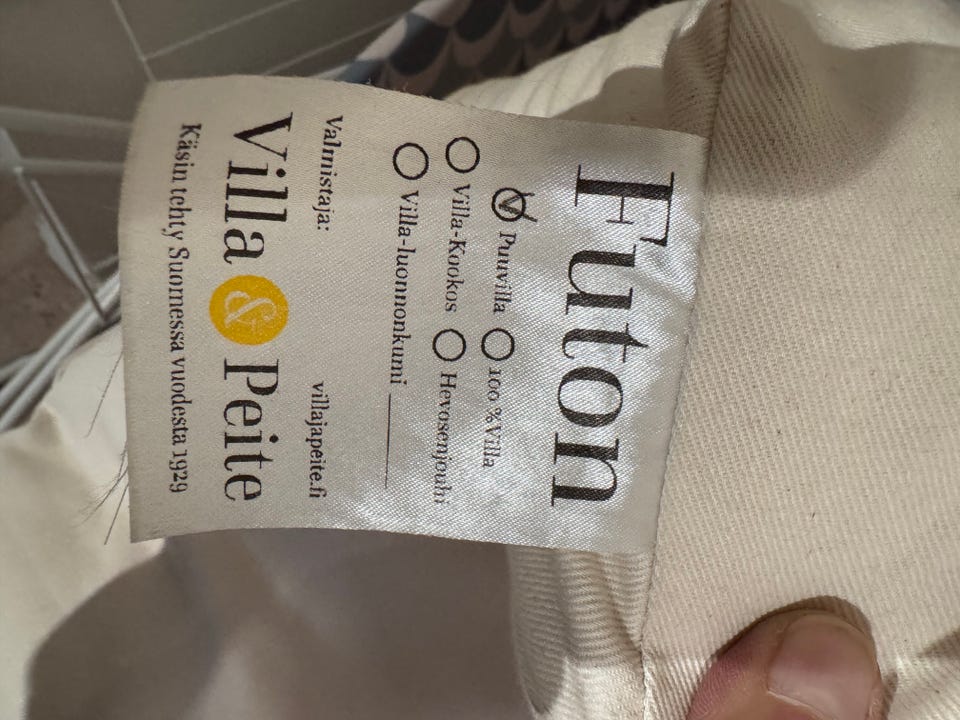 Futon
Puuvilla 100 %Villa
Villa-Kookos Hevosenjouhi
Villa-luonnonkumi
Valmistaja: villajapeite.fi
Villa & Peite
Käsin tehty Suomessa vuodesta 1929